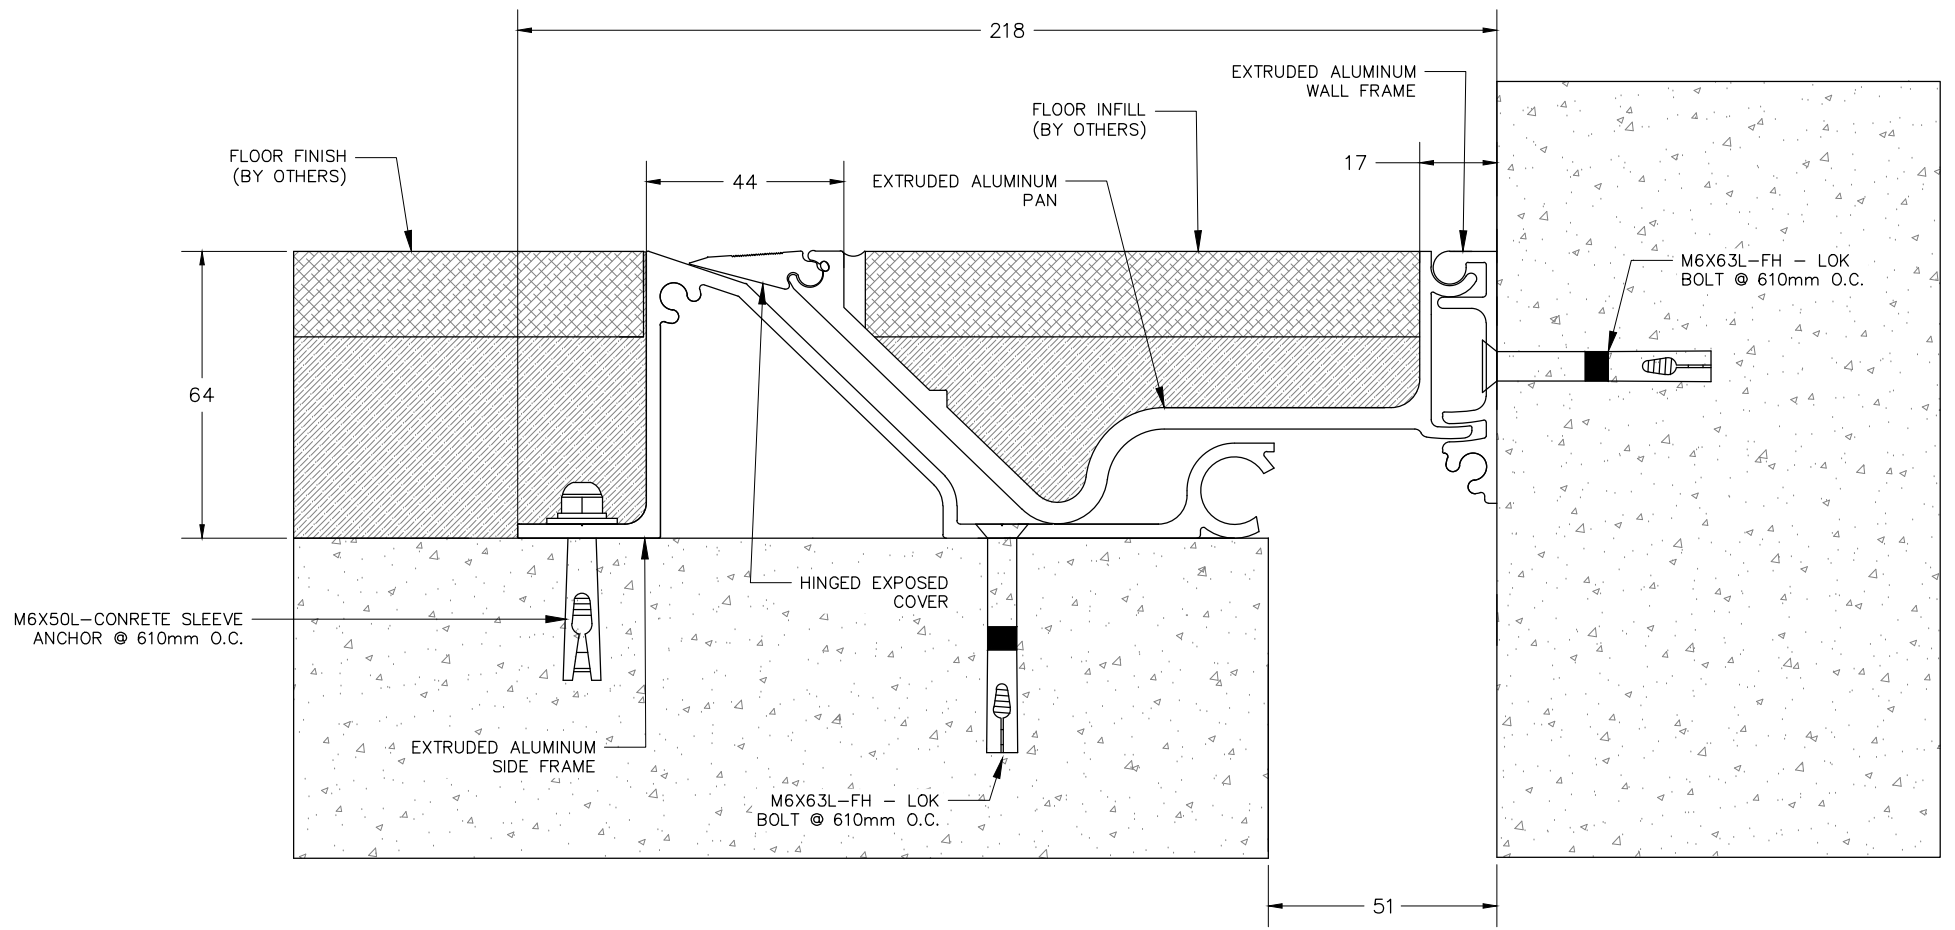 218
EXTRUDED ALUMINUM
WALL FRAME
FLOOR INFILL
(BY OTHERS)
FLOOR FINISH
(BY OTHERS)
17
44
EXTRUDED ALUMINUM
PAN
M6X63L-FH - LOK
BOLT @ 610mm O.C.
64
HINGED EXPOSED
COVER
M6X50L-CONRETE SLEEVE
ANCHOR @ 610mm O.C.
EXTRUDED ALUMINUM
SIDE FRAME
M6X63L-FH - LOK
BOLT @ 610mm O.C.
51